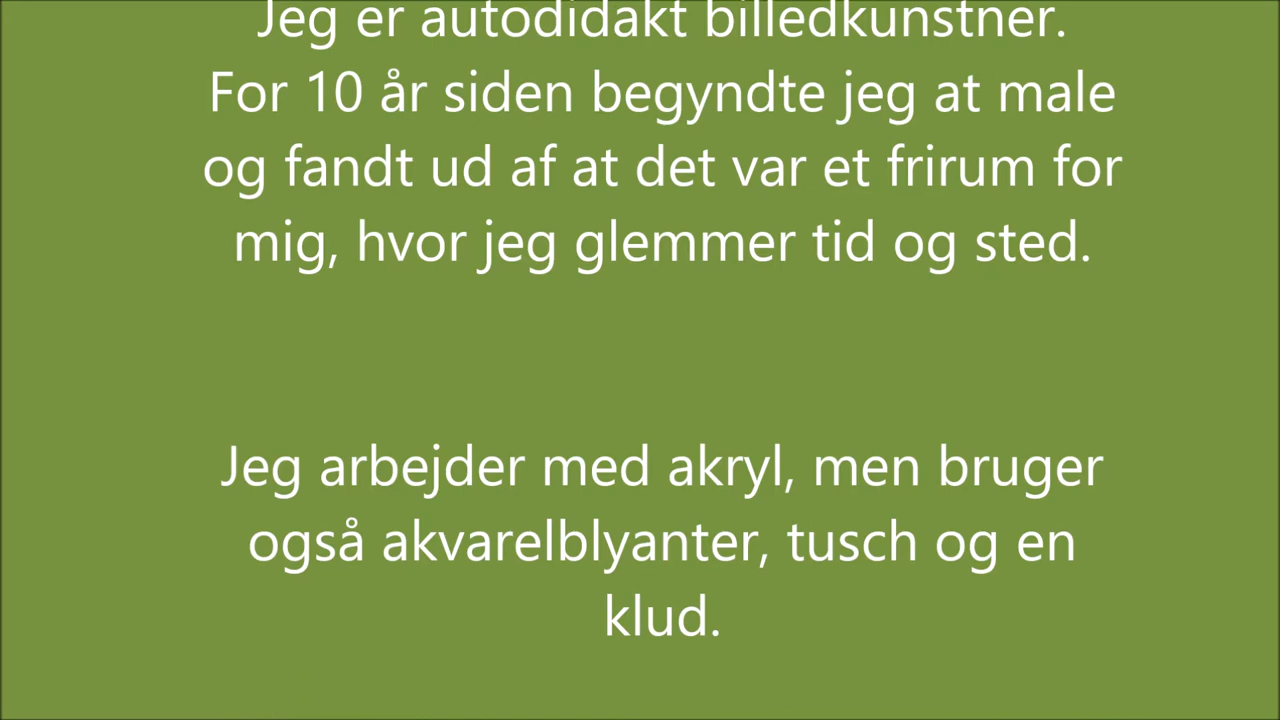 Jeg er autodidakt billedkunstner.
For 10 år siden begyndte jeg at male
og fandt ud af at det var et frirum for
mig, hvor jeg glemmer tid og sted.
Jeg arbejder med akryl, men bruger
også akvarelblyanter, tusch og en
klud.